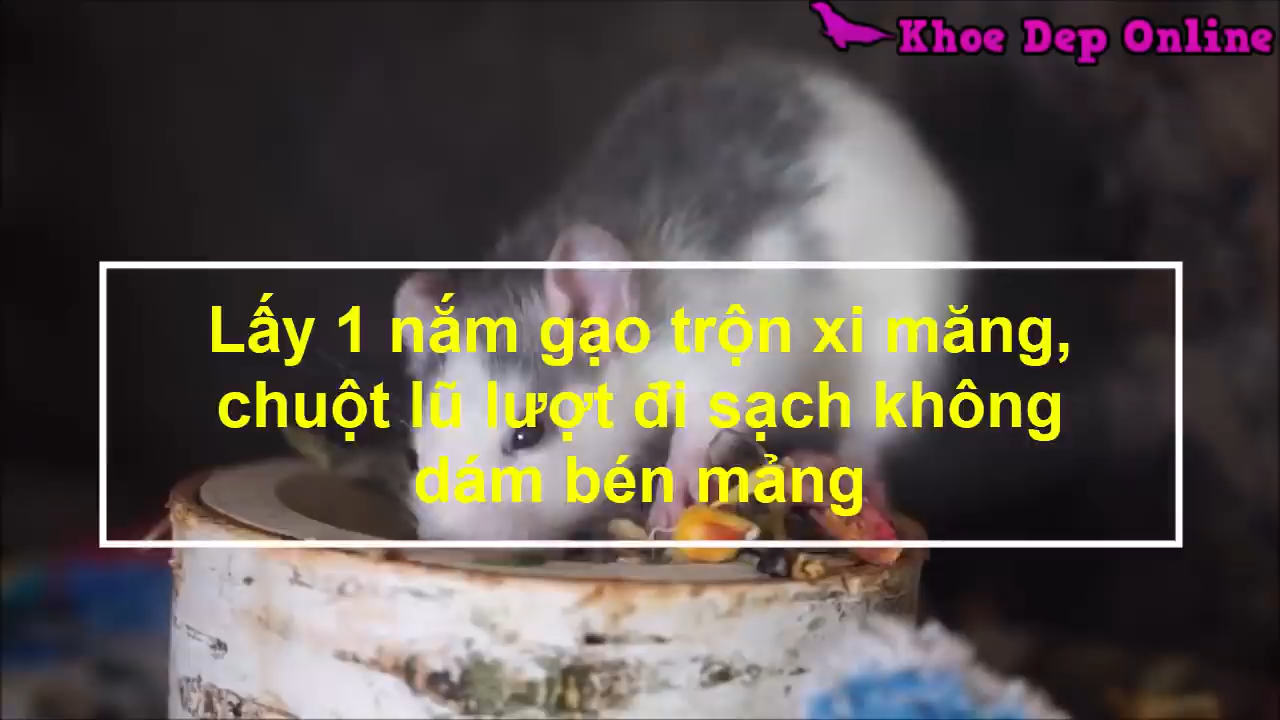 Khoe Dep Online
Lấy 1 nắm gạo trộn xi măng,
chuột lũ lượt đi sạch không
dám bén mảng